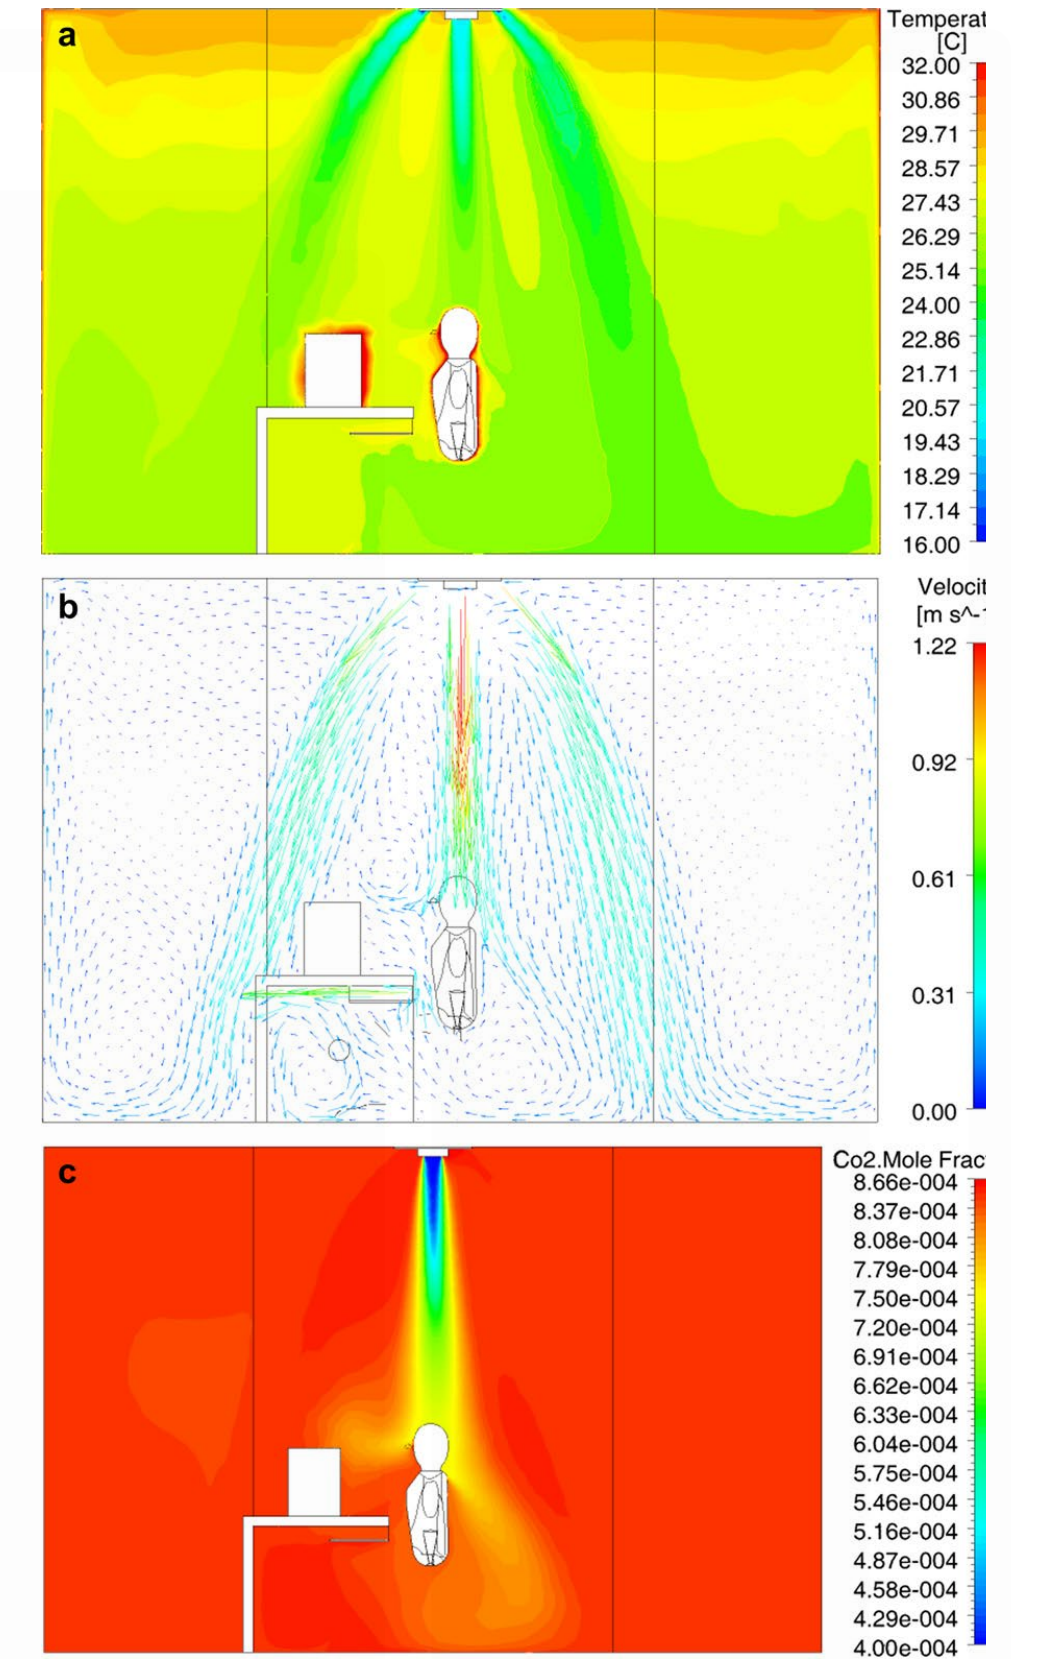 a
Temperat
[C]
32.00
30.86
29.71
28.57
27.43
26.29
25.14
24.00
22.86
21.71
20.57
19.43
18.29
17.14
16.00
b
Velocit
[m s^-1
1.22
0.92
0.61
0.31
0.00
c
Co2.Mole Frac
8.66e-004
8.37e-004
8.08e-004
7.79e-004
7.50e-004
7.20e-004
6.91e-004
6.62e-004
6.33e-004
6.04e-004
5.75e-004
5.46e-004
5.16e-004
4.87e-004
4.58e-004
4.29e-004
4.00e-004